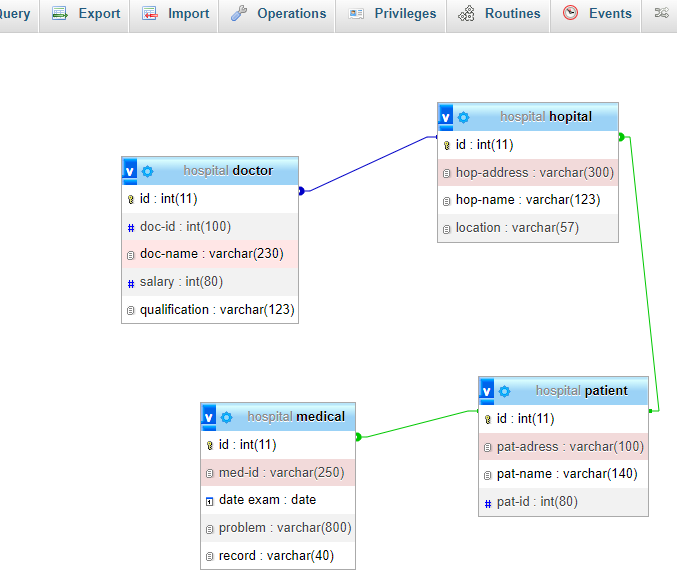 Query Export Import Operations Privileges Routines Events
v hospital hopital
id : int(11)
hop-address : varchar(300)
hop-name : varchar(123)
location : varchar(57)
v hospital doctor
id : int(11)
# doc-id : int(100)
doc-name : varchar(230)
# salary : int(80)
qualification : varchar(123)
v hospital patient
id : int(11)
pat-adress : varchar(100)
pat-name : varchar(140)
# pat-id : int(80)
v hospital medical
id : int(11)
med-id : varchar(250)
date exam : date
problem : varchar(800)
record : varchar(40)